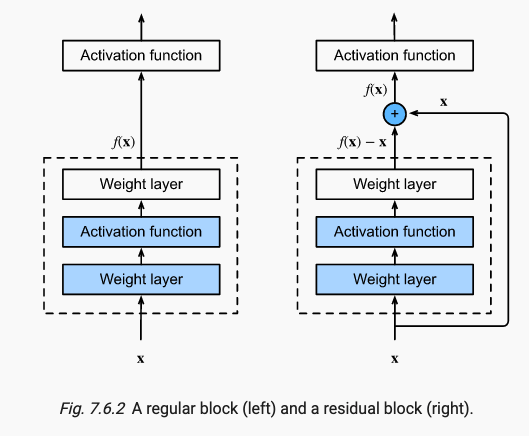 Activation function
f(x)
Weight layer
Activation function
Weight layer
x
Activation function
f(x)
x
+
f(x) − x
Weight layer
Activation function
Weight layer
x
Fig. 7.6.2 A regular block (left) and a residual block (right).